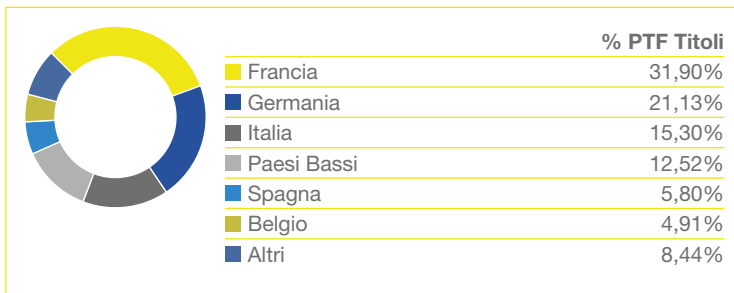 % PTF Titoli
Francia 31,90%
Germania 21,13%
Italia 15,30%
Paesi Bassi 12,52%
Spagna 5,80%
Belgio 4,91%
Altri 8,44%